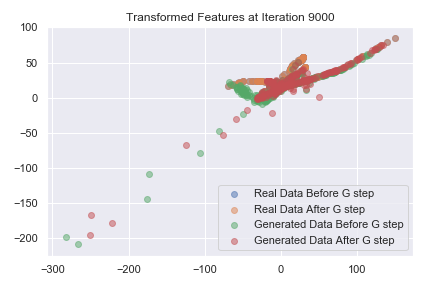 Transformed Features at Iteration 9000
100
50
0
−50
−100
−150
−200
−300
−200
−100
0
100
Real Data Before G step
Real Data After G step
Generated Data Before G step
Generated Data After G step